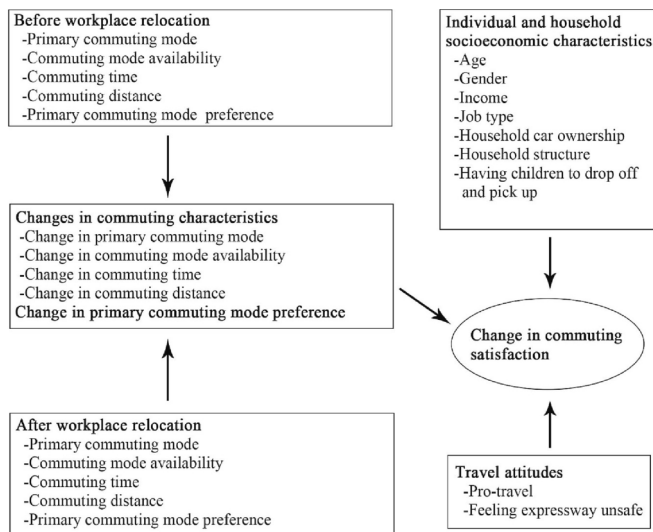 Before workplace relocation
-Primary commuting mode
-Commuting mode availability
-Commuting time
-Commuting distance
-Primary commuting mode preference
Changes in commuting characteristics
-Change in primary commuting mode
-Change in commuting mode availability
-Change in commuting time
-Change in commuting distance
Change in primary commuting mode preference
After workplace relocation
-Primary commuting mode
-Commuting mode availability
-Commuting time
-Commuting distance
-Primary commuting mode preference
Individual and household
socioeconomic characteristics
-Age
-Gender
-Income
-Job type
-Household car ownership
-Household structure
-Having children to drop off
and pick up
Change in commuting
satisfaction
Travel attitudes
-Pro-travel
-Feeling expressway unsafe